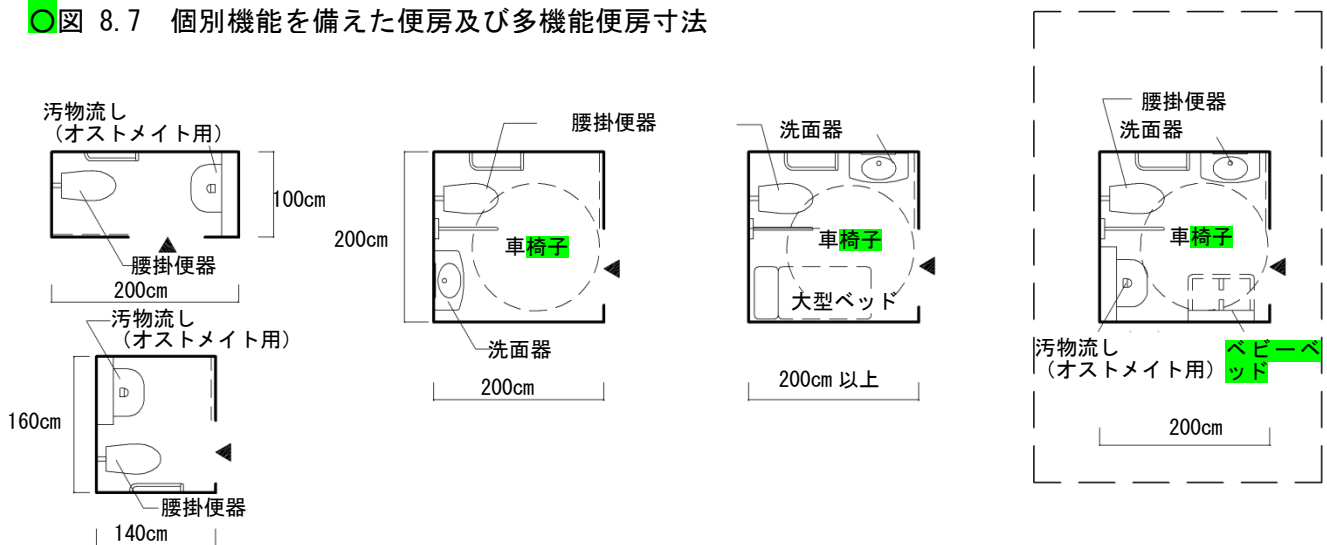 ○図 8.7 個別機能を備えた便房及び多機能便房寸法
汚物流し
（オストメイト用）
100cm
腰掛便器
200cm
汚物流し
（オストメイト用）
160cm
腰掛便器
140cm
腰掛便器
200cm
車椅子
洗面器
200cm
洗面器
車椅子
大型ベッド
200cm 以上
腰掛便器
洗面器
車椅子
汚物流し
（オストメイト用）
ベビーベ
ッド
200cm